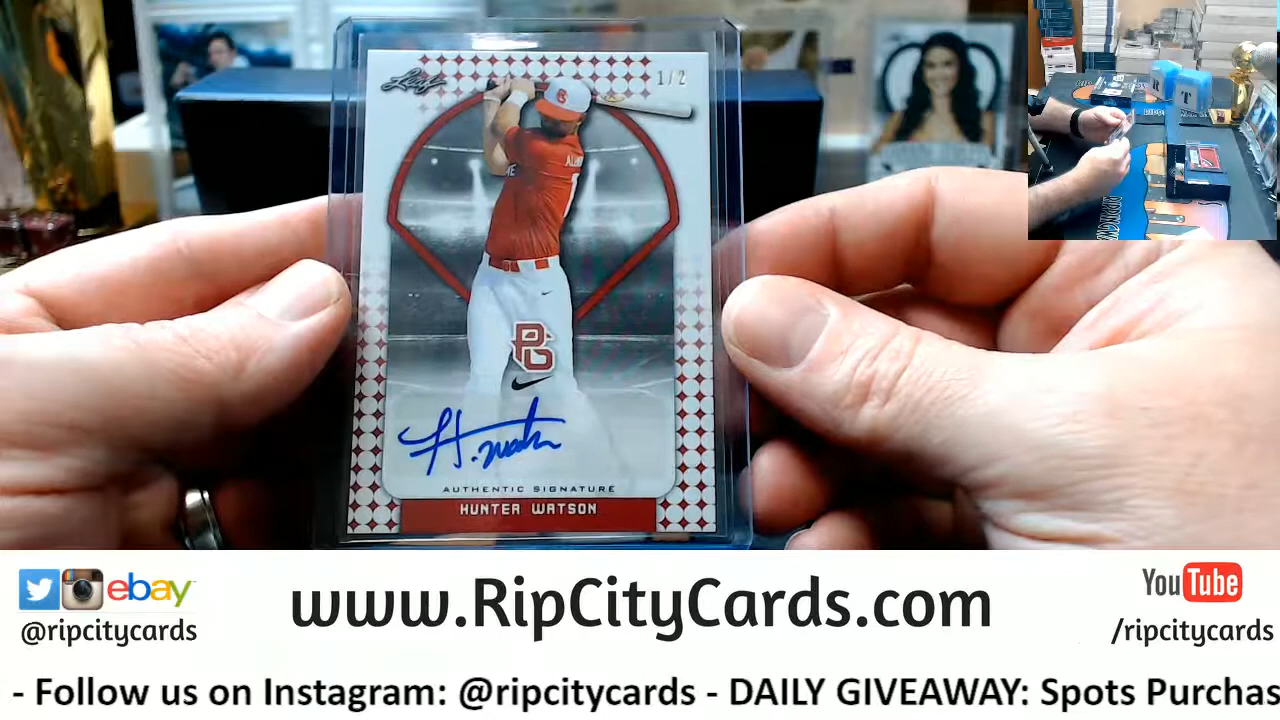 Leaf
1/2
B
B
H. Watson
AUTHENTIC SIGNATURE
HUNTER WATSON
R T
ebay
@ripcitycards
www.RipCityCards.com
YouTube
/ripcitycards
- Follow us on Instagram: @ripcitycards - DAILY GIVEAWAY: Spots Purchas